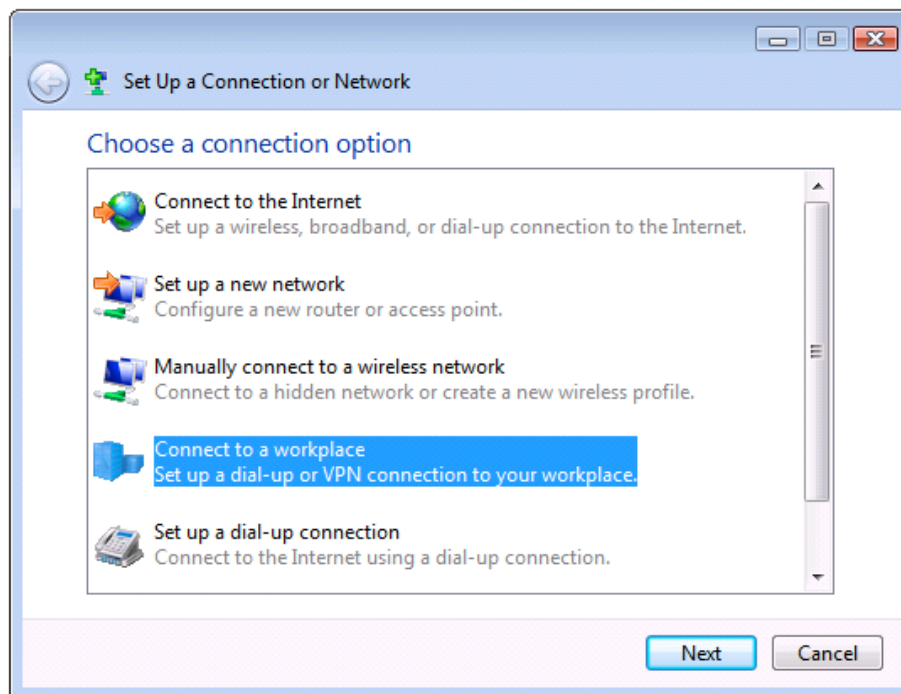 Set Up a Connection or Network
Choose a connection option
Connect to the Internet
Set up a wireless, broadband, or dial-up connection to the Internet.
Set up a new network
Configure a new router or access point.
Manually connect to a wireless network
Connect to a hidden network or create a new wireless profile.
Connect to a workplace
Set up a dial-up or VPN connection to your workplace.
Set up a dial-up connection
Connect to the Internet using a dial-up connection.
Next Cancel